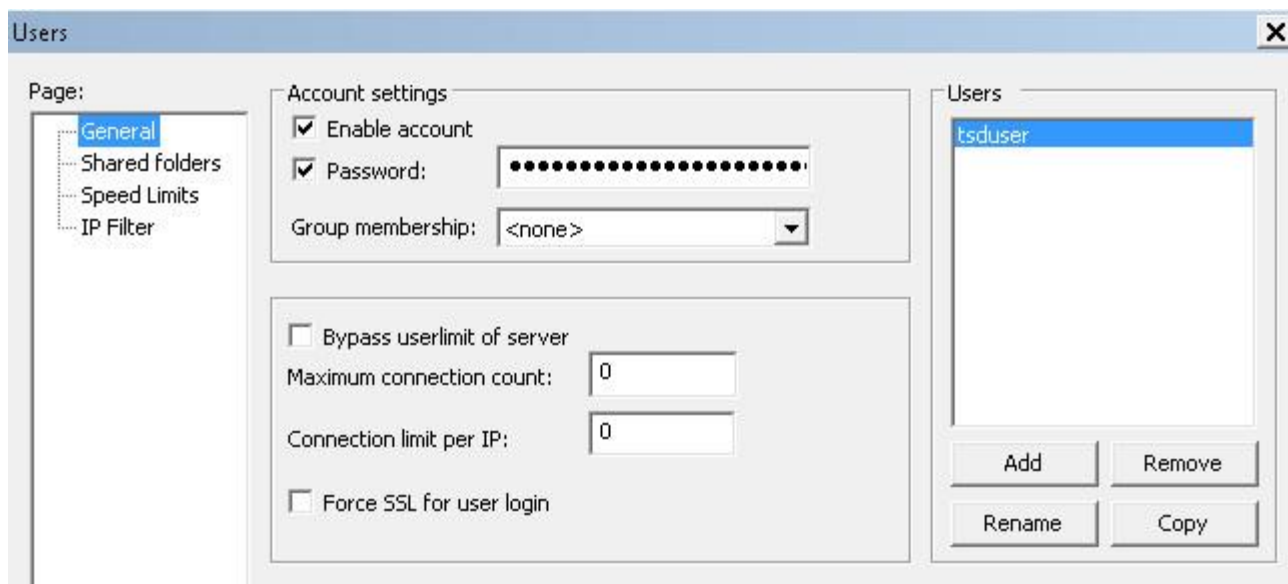 Users
Page:
General
Shared folders
Speed Limits
IP Filter
Account settings
Enable account
Password:
Group membership: <none>
Bypass userlimit of server
Maximum connection count: 0
Connection limit per IP: 0
Force SSL for user login
Users
tsduser
Add Remove
Rename Copy